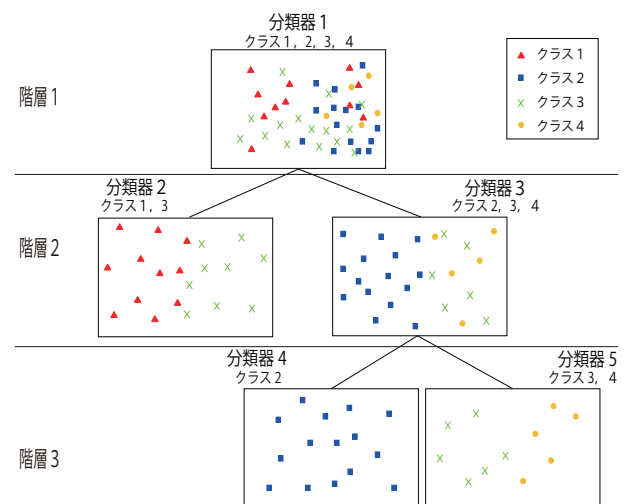 分類器1
クラス1，2，3，4
クラス1
クラス2
クラス3
クラス4
階層1
分類器2
クラス1，3
分類器3
クラス2，3，4
階層2
分類器4
クラス2
分類器5
クラス3，4
階層3